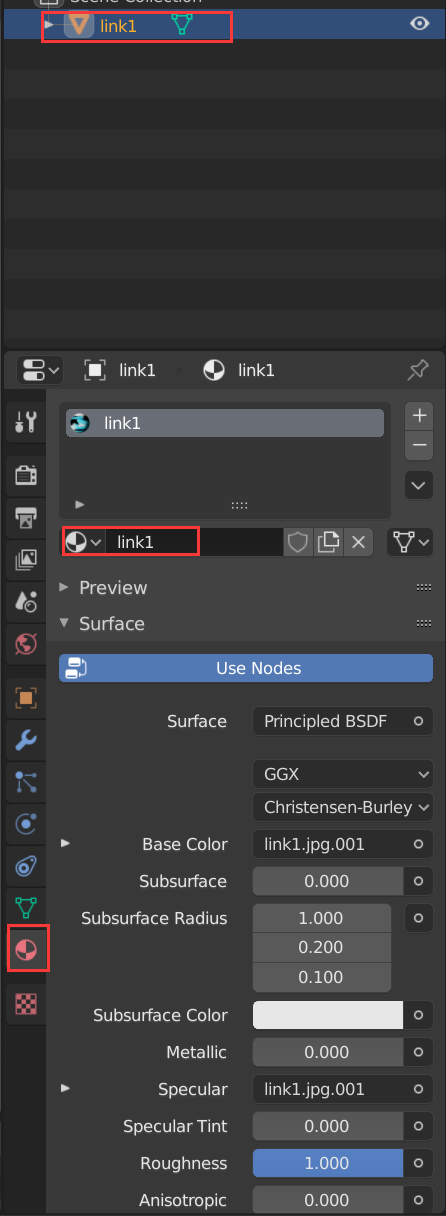 Scene Collection
link1
link1 link1
link1
link1
Preview
Surface
Use Nodes
Surface Principled BSDF
GGX
Christensen-Burley
Base Color link1.jpg.001
Subsurface 0.000
Subsurface Radius 1.000
0.200
0.100
Subsurface Color
Metallic 0.000
Specular link1.jpg.001
Specular Tint 0.000
Roughness 1.000
Anisotropic 0.000